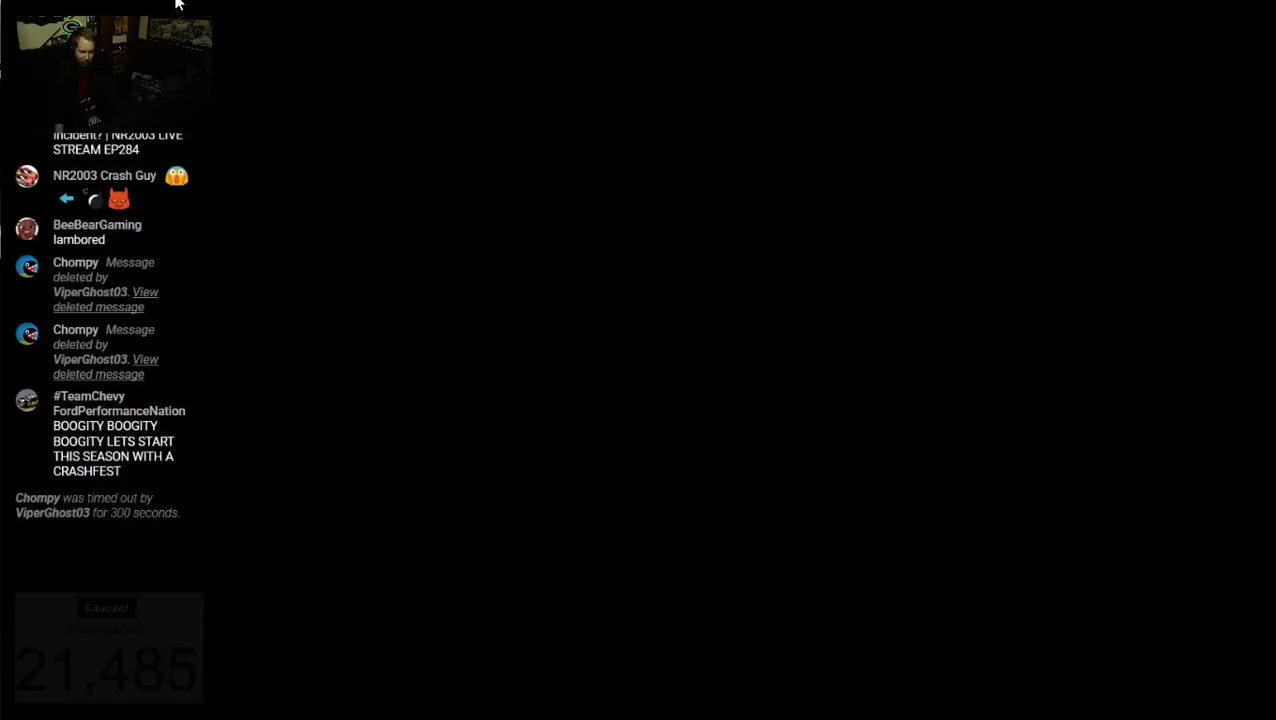 Incident? | NR2003 LIVE
STREAM EP284
NR2003 Crash Guy
BeeBearGaming
Iambored
Chompy Message
deleted by
ViperGhost03. View
deleted message
Chompy Message
deleted by
ViperGhost03. View
deleted message
#TeamChevy
FordPerformanceNation
BOOGITY BOOGITY
BOOGITY LETS START
THIS SEASON WITH A
CRASHFEST
Chompy was timed out by
ViperGhost03 for 300 seconds.
Subscribe!
21,485